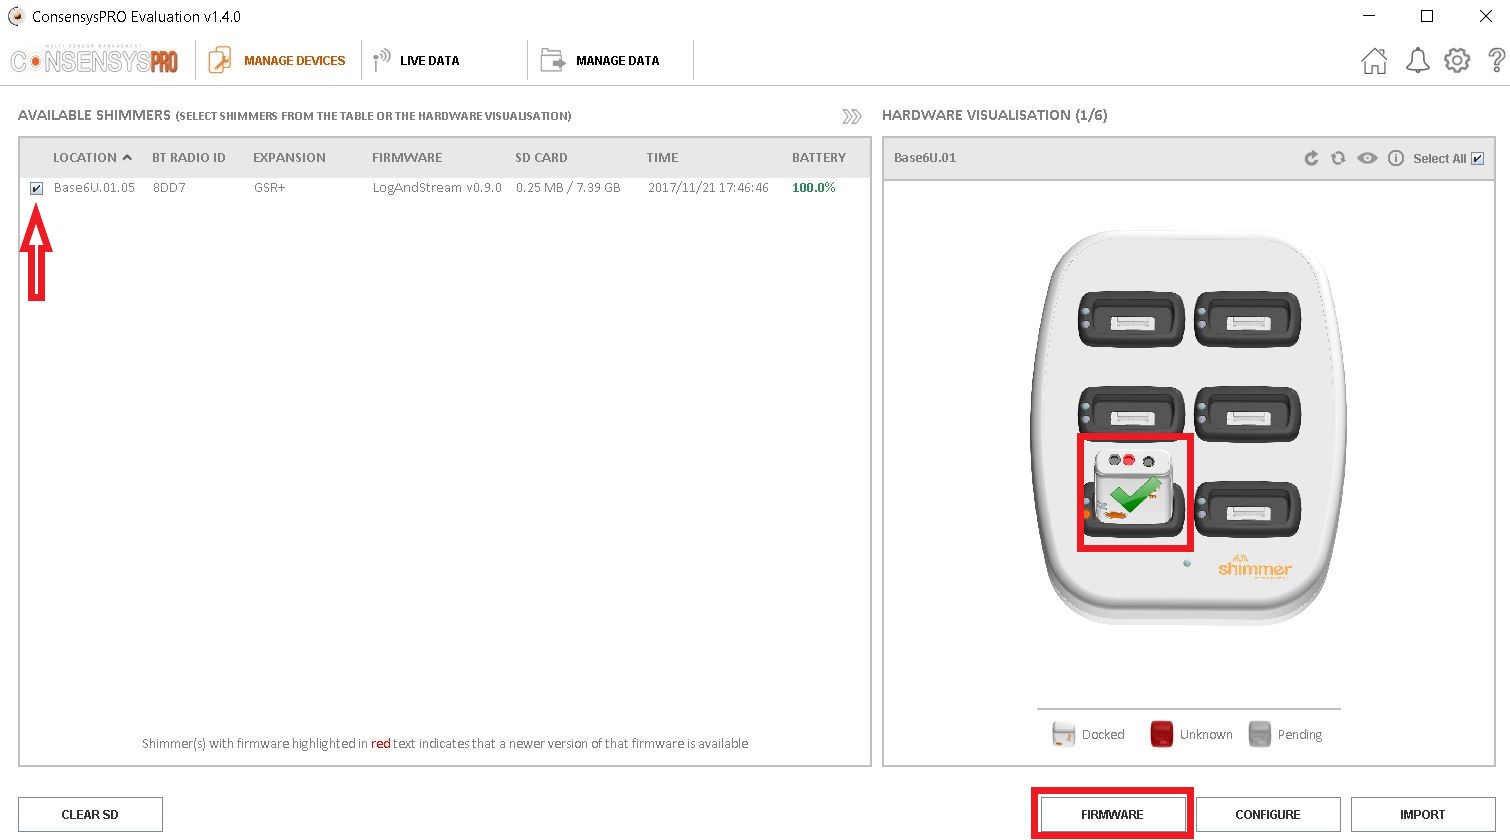 ConsensysPRO Evaluation v1.4.0
MULTI SENSOR MANAGEMENT
CONSENSYSPRO
MANAGE DEVICES
LIVE DATA
MANAGE DATA
AVAILABLE SHIMMERS (SELECT SHIMMERS FROM THE TABLE OR THE HARDWARE VISUALISATION)
LOCATION BT RADIO ID EXPANSION FIRMWARE SD CARD TIME BATTERY
Base6U.01.05 8DD7 GSR+ LogAndStream v0.9.0 0.25 MB / 7.39 GB 2017/11/21 17:46:46 100.0%
Shimmer(s) with firmware highlighted in red text indicates that a newer version of that firmware is available
HARDWARE VISUALISATION (1/6)
Base6U.01 Select All
shimmer
Docked Unknown Pending
CLEAR SD
FIRMWARE
CONFIGURE
IMPORT